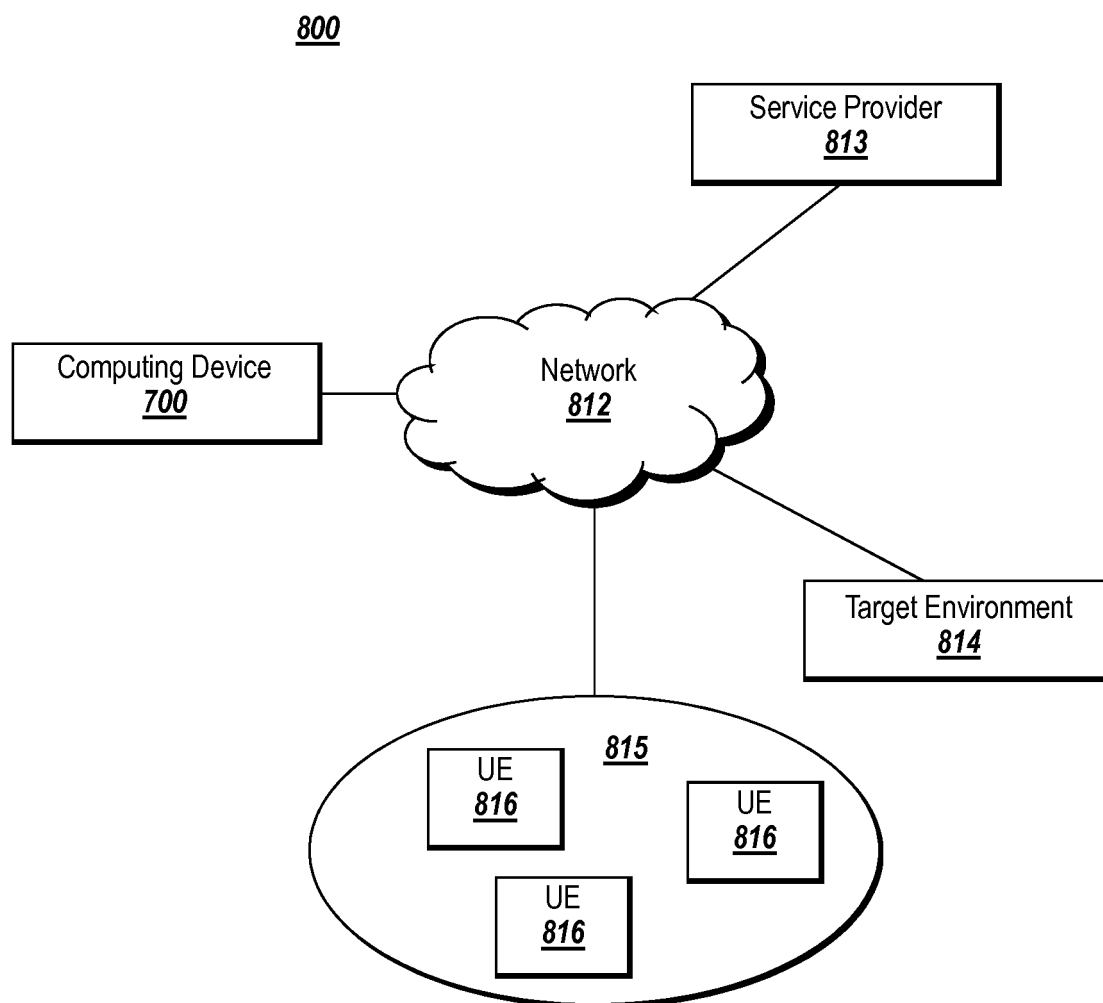 800
Service Provider
813
Computing Device
700
Network
812
Target Environment
814
815
UE
816
UE
816
UE
816